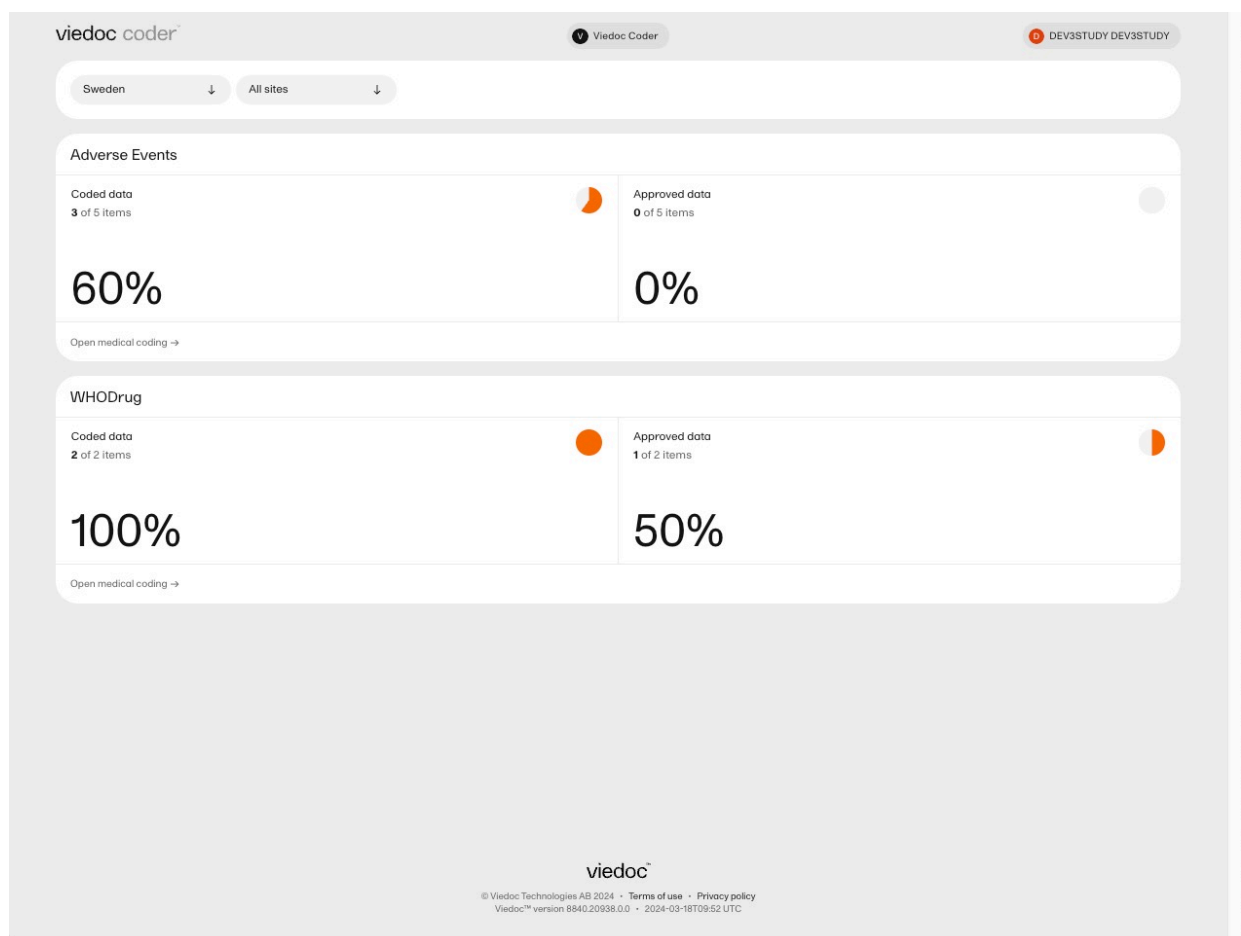 viedoc coder™
V Viedoc Coder
D DEV3STUDY DEV3STUDY
Sweden ↓ All sites ↓
Adverse Events
Coded data
3 of 5 items
60%
Approved data
0 of 5 items
0%
Open medical coding →
WHODrug
Coded data
2 of 2 items
100%
Approved data
1 of 2 items
50%
Open medical coding →
viedoc™
© Viedoc Technologies AB 2024 • Terms of use • Privacy policy
Viedoc™ version 8840.20938.0.0 • 2024-03-18T09:52 UTC